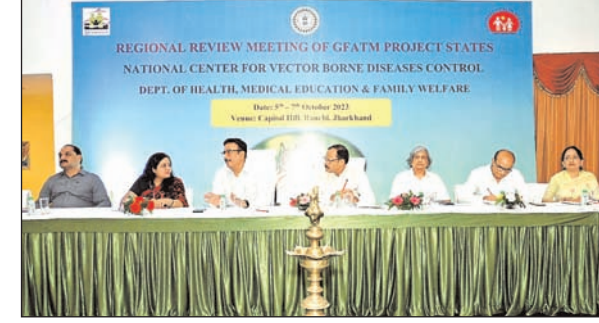 REGIONAL REVIEW MEETING OF GFATM PROJECT STATES
NATIONAL CENTER FOR VECTOR BORNE DISEASES CONTROL
DEPT. OF HEALTH, MEDICAL EDUCATION & FAMILY WELFARE
Date: 5th - 7th October 2023
Venue: Capitol Hill, Ranchi, Jharkhand